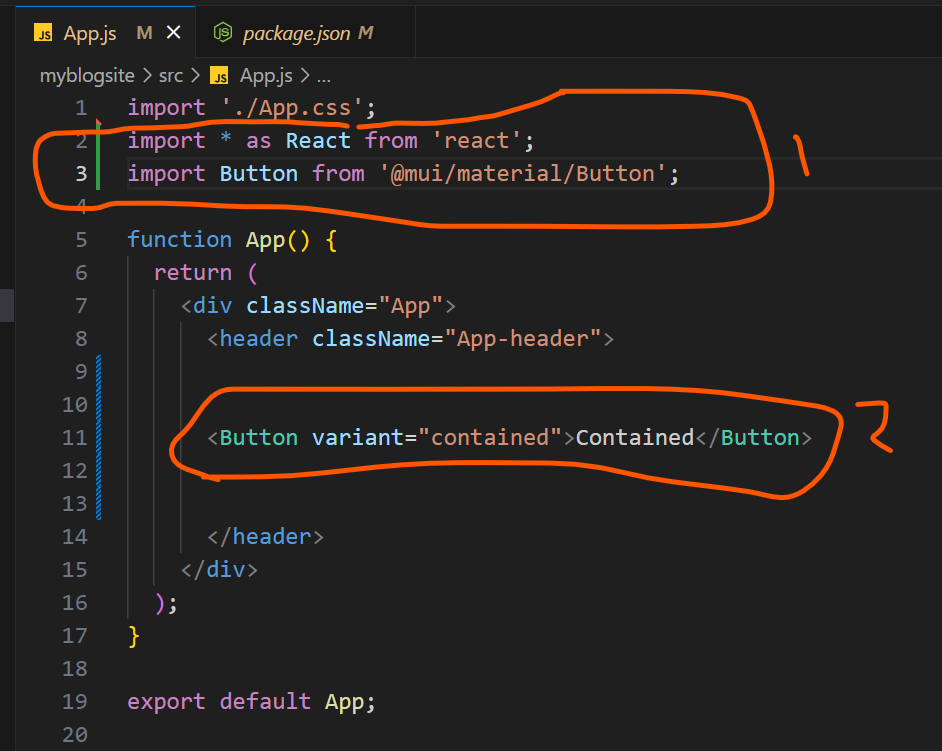 JS App.js M ✕ JS package.json M
myblogsite > src > JS App.js > ...
1 import './App.css';
2 import * as React from 'react';
3 import Button from '@mui/material/Button';
4
5 function App() {
6 return (
7 <div className="App">
8 <header className="App-header">
9
10
11 <Button variant="contained">Contained</Button>
12
13
14 </header>
15 </div>
16 );
17 }
18
19 export default App;
20
1
2